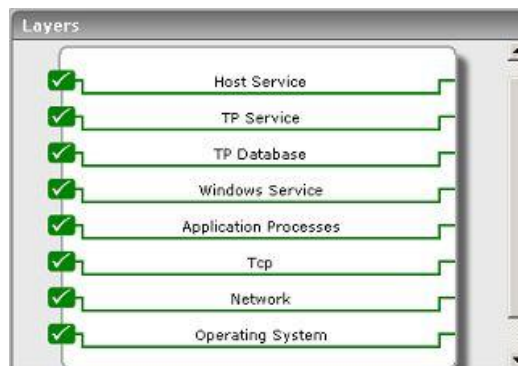 Layers
Host Service
TP Service
TP Database
Windows Service
Application Processes
Tcp
Network
Operating System